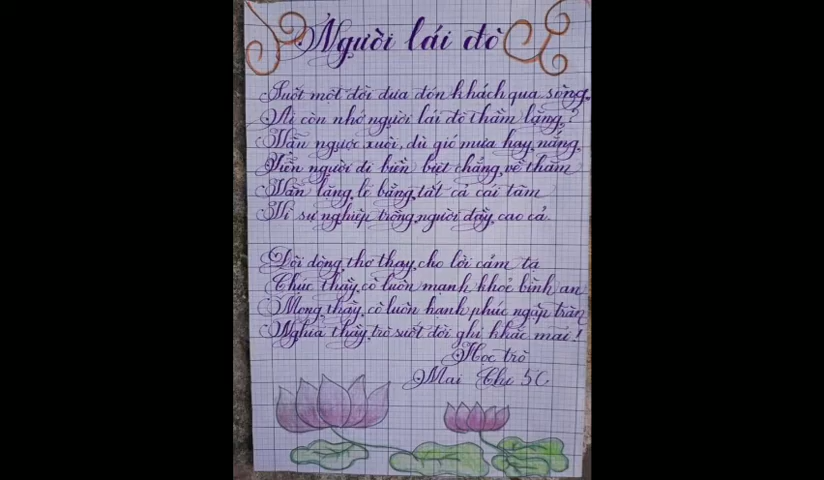 Người lái đò
Suốt một đời đưa đón khách qua sông,
Ai còn nhớ người lái đò thầm lặng?
Vẫn ngược xuôi, dù gió mưa hay nắng,
Tiễn người đi biền biệt chẳng về thăm
Vẫn lặng lẽ bằng tất cả cái tâm
Vì sự nghiệp trồng người đầy cao cả.
Đôi dòng thơ thay cho lời cảm tạ
Chúc thầy, cô luôn mạnh khỏe bình an
Mong thầy, cô luôn hạnh phúc ngập tràn
Nghĩa thầy, trò suốt đời ghi khắc mãi!
Học trò
Mai Thư 5C